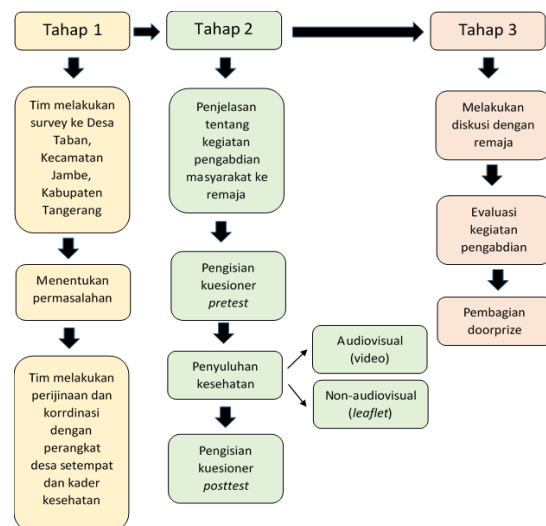 Tahap 1
Tahap 2
Tahap 3
Tim melakukan
survey ke Desa
Taban,
Kecamatan
Jambe,
Kabupaten
Tangerang
Menentukan
permasalahan
Tim melakukan
perijinaan dan
korrdinasi
dengan
perangkat
desa setempat
dan kader
kesehatan
Penjelasan
tentang
kegiatan
pengabdian
masyarakat ke
remaja
Pengisian
kuesioner
pretest
Penyuluhan
kesehatan
Audiovisual
(video)
Non-audiovisual
(leaflet)
Pengisian
kuesioner
posttest
Melakukan
diskusi dengan
remaja
Evaluasi
kegiatan
pengabdian
Pembagian
doorprize